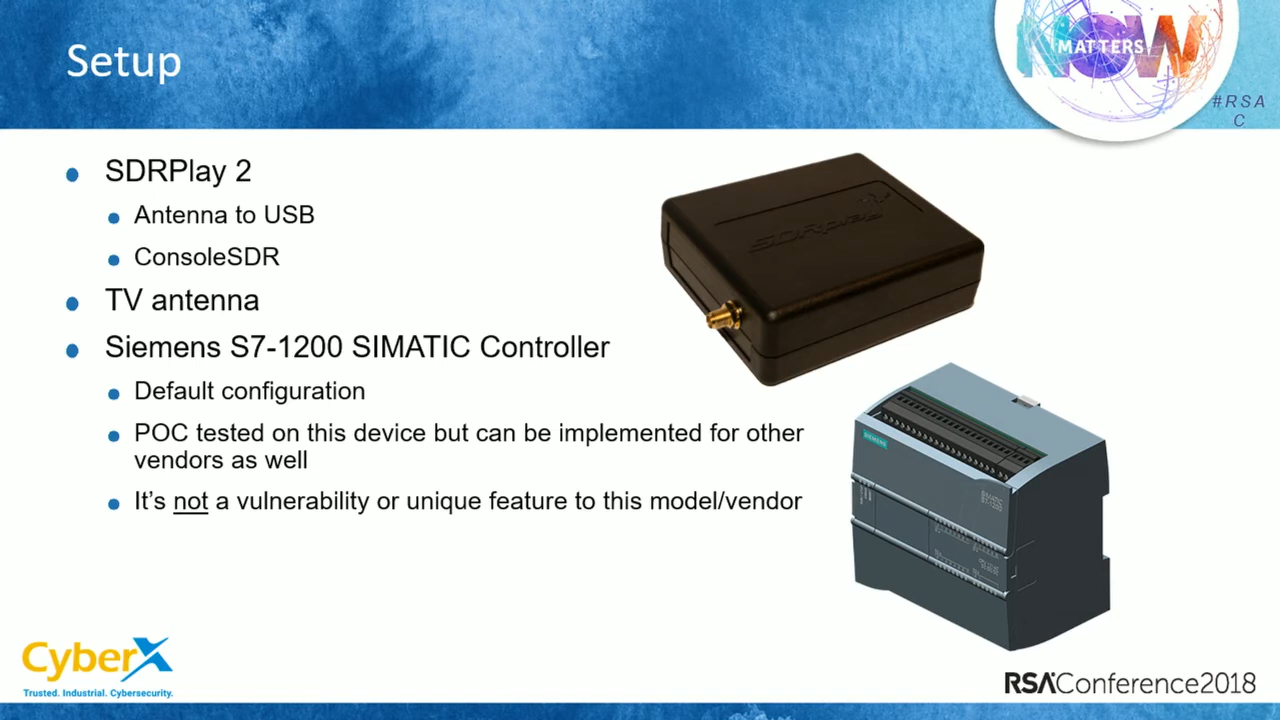 Setup
NOW
MATTERS
#RSA
C
SDRPlay 2
Antenna to USB
ConsoleSDR
TV antenna
Siemens S7-1200 SIMATIC Controller
Default configuration
POC tested on this device but can be implemented for other
vendors as well
It's not a vulnerability or unique feature to this model/vendor
SDRplay
SIEMENS
SIMATIC
S7-1200
CyberX
Trusted. Industrial. Cybersecurity.
RSAConference2018